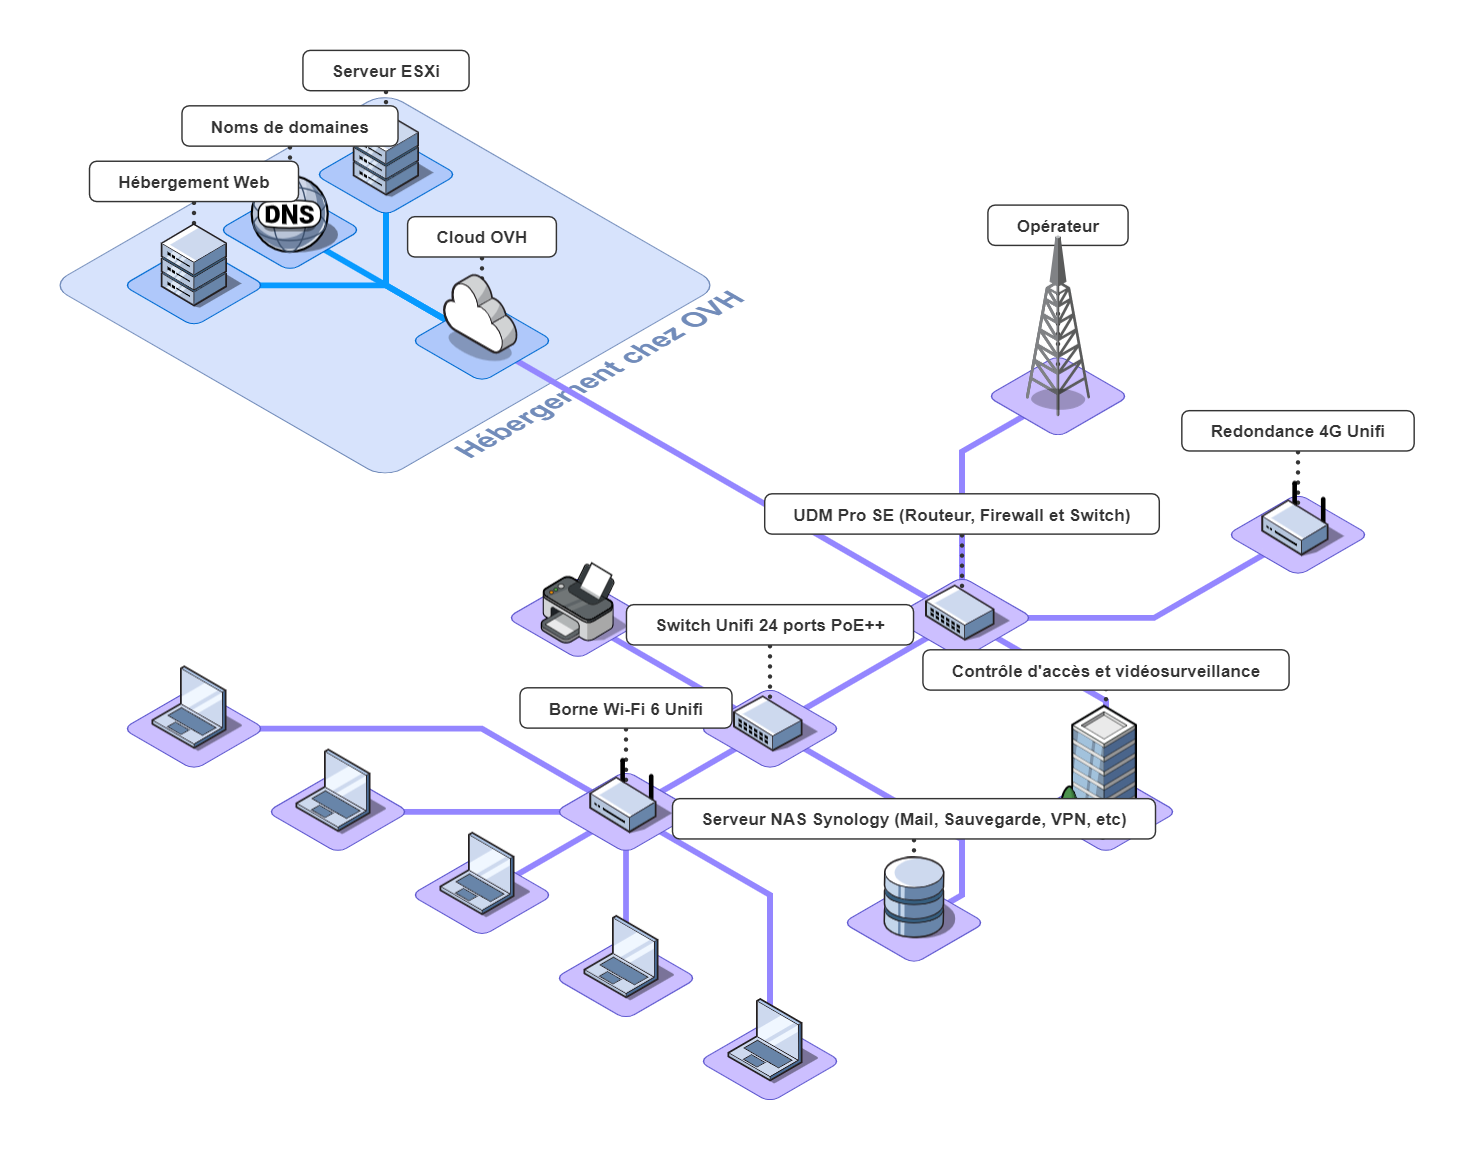 Serveur ESXi
Noms de domaines
Hébergement Web
DNS
Cloud OVH
Hébergement chez OVH
Opérateur
Redondance 4G Unifi
UDM Pro SE (Routeur, Firewall et Switch)
Switch Unifi 24 ports PoE++
Contrôle d'accès et vidéosurveillance
Borne Wi-Fi 6 Unifi
Serveur NAS Synology (Mail, Sauvegarde, VPN, etc)